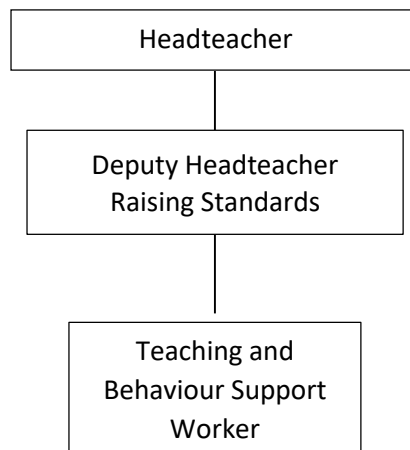 Headteacher
Deputy Headteacher
Raising Standards
Teaching and
Behaviour Support
Worker